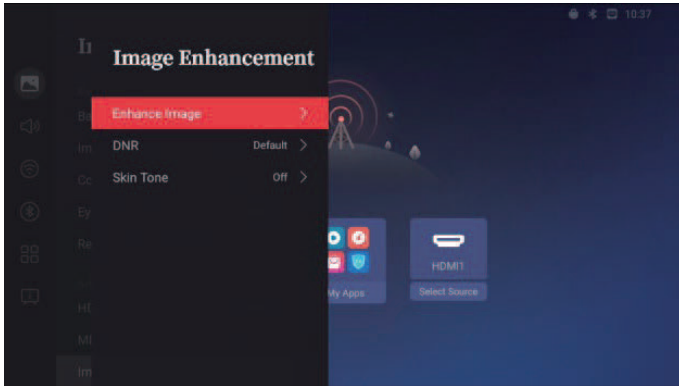 10:37
Image Enhancement
Enhance Image
DNR Default
Skin Tone Off
HDMI1
My Apps
Select Source